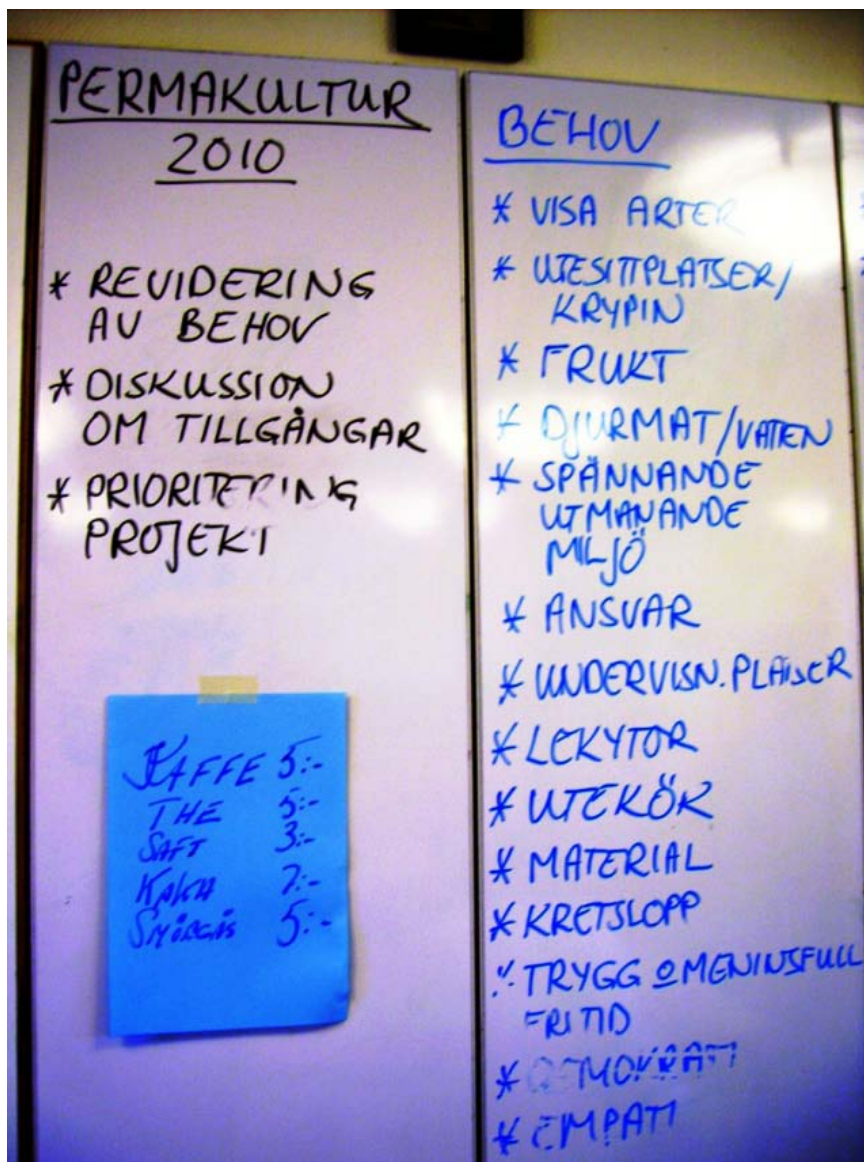 PERMAKULTUR
2010
* REVIDERING
AV BEHOV
* DISKUSSION
OM TILLGÅNGAR
* PRIORITERING
PROJEKT
KAFFE 5:-
THE 5:-
SAFT 3:-
KAKA
SMÖRGÅS 5:-
BEHOV
* VISA ARTER
* UTESITTPLATSER/
KRYPIN
* FRUKT
* DJURMAT/VATTEN
* SPÄNNANDE
UTMANANDE
MILJÖ
* ANSVAR
* UNDERVISN. PLATSER
* LEKYTOR
* UTEKÖK
* MATERIAL
* KRETSLOPP
* TRYGG O MENINSFULL
FRITID
* DEMOKRATI
* EMPATI